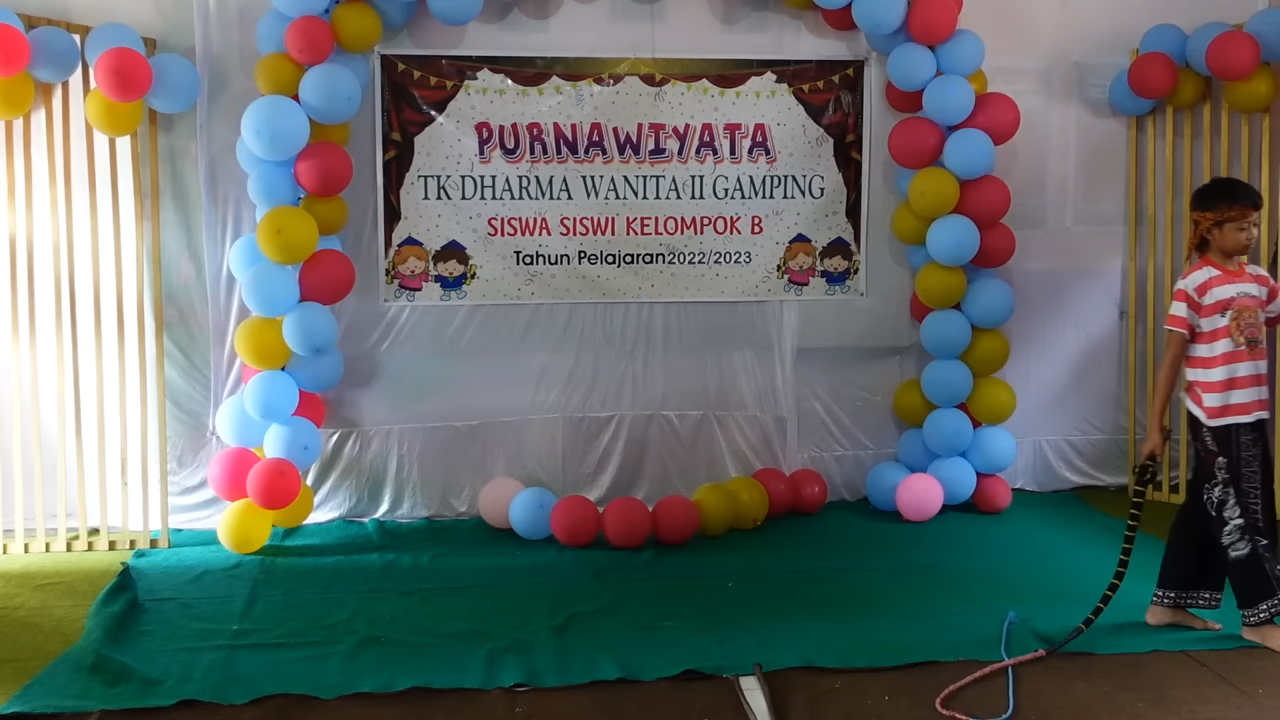 PURNAWIYATA
TK DHARMA WANITA II GAMPING
SISWA SISWI KELOMPOK B
Tahun Pelajaran 2022/2023